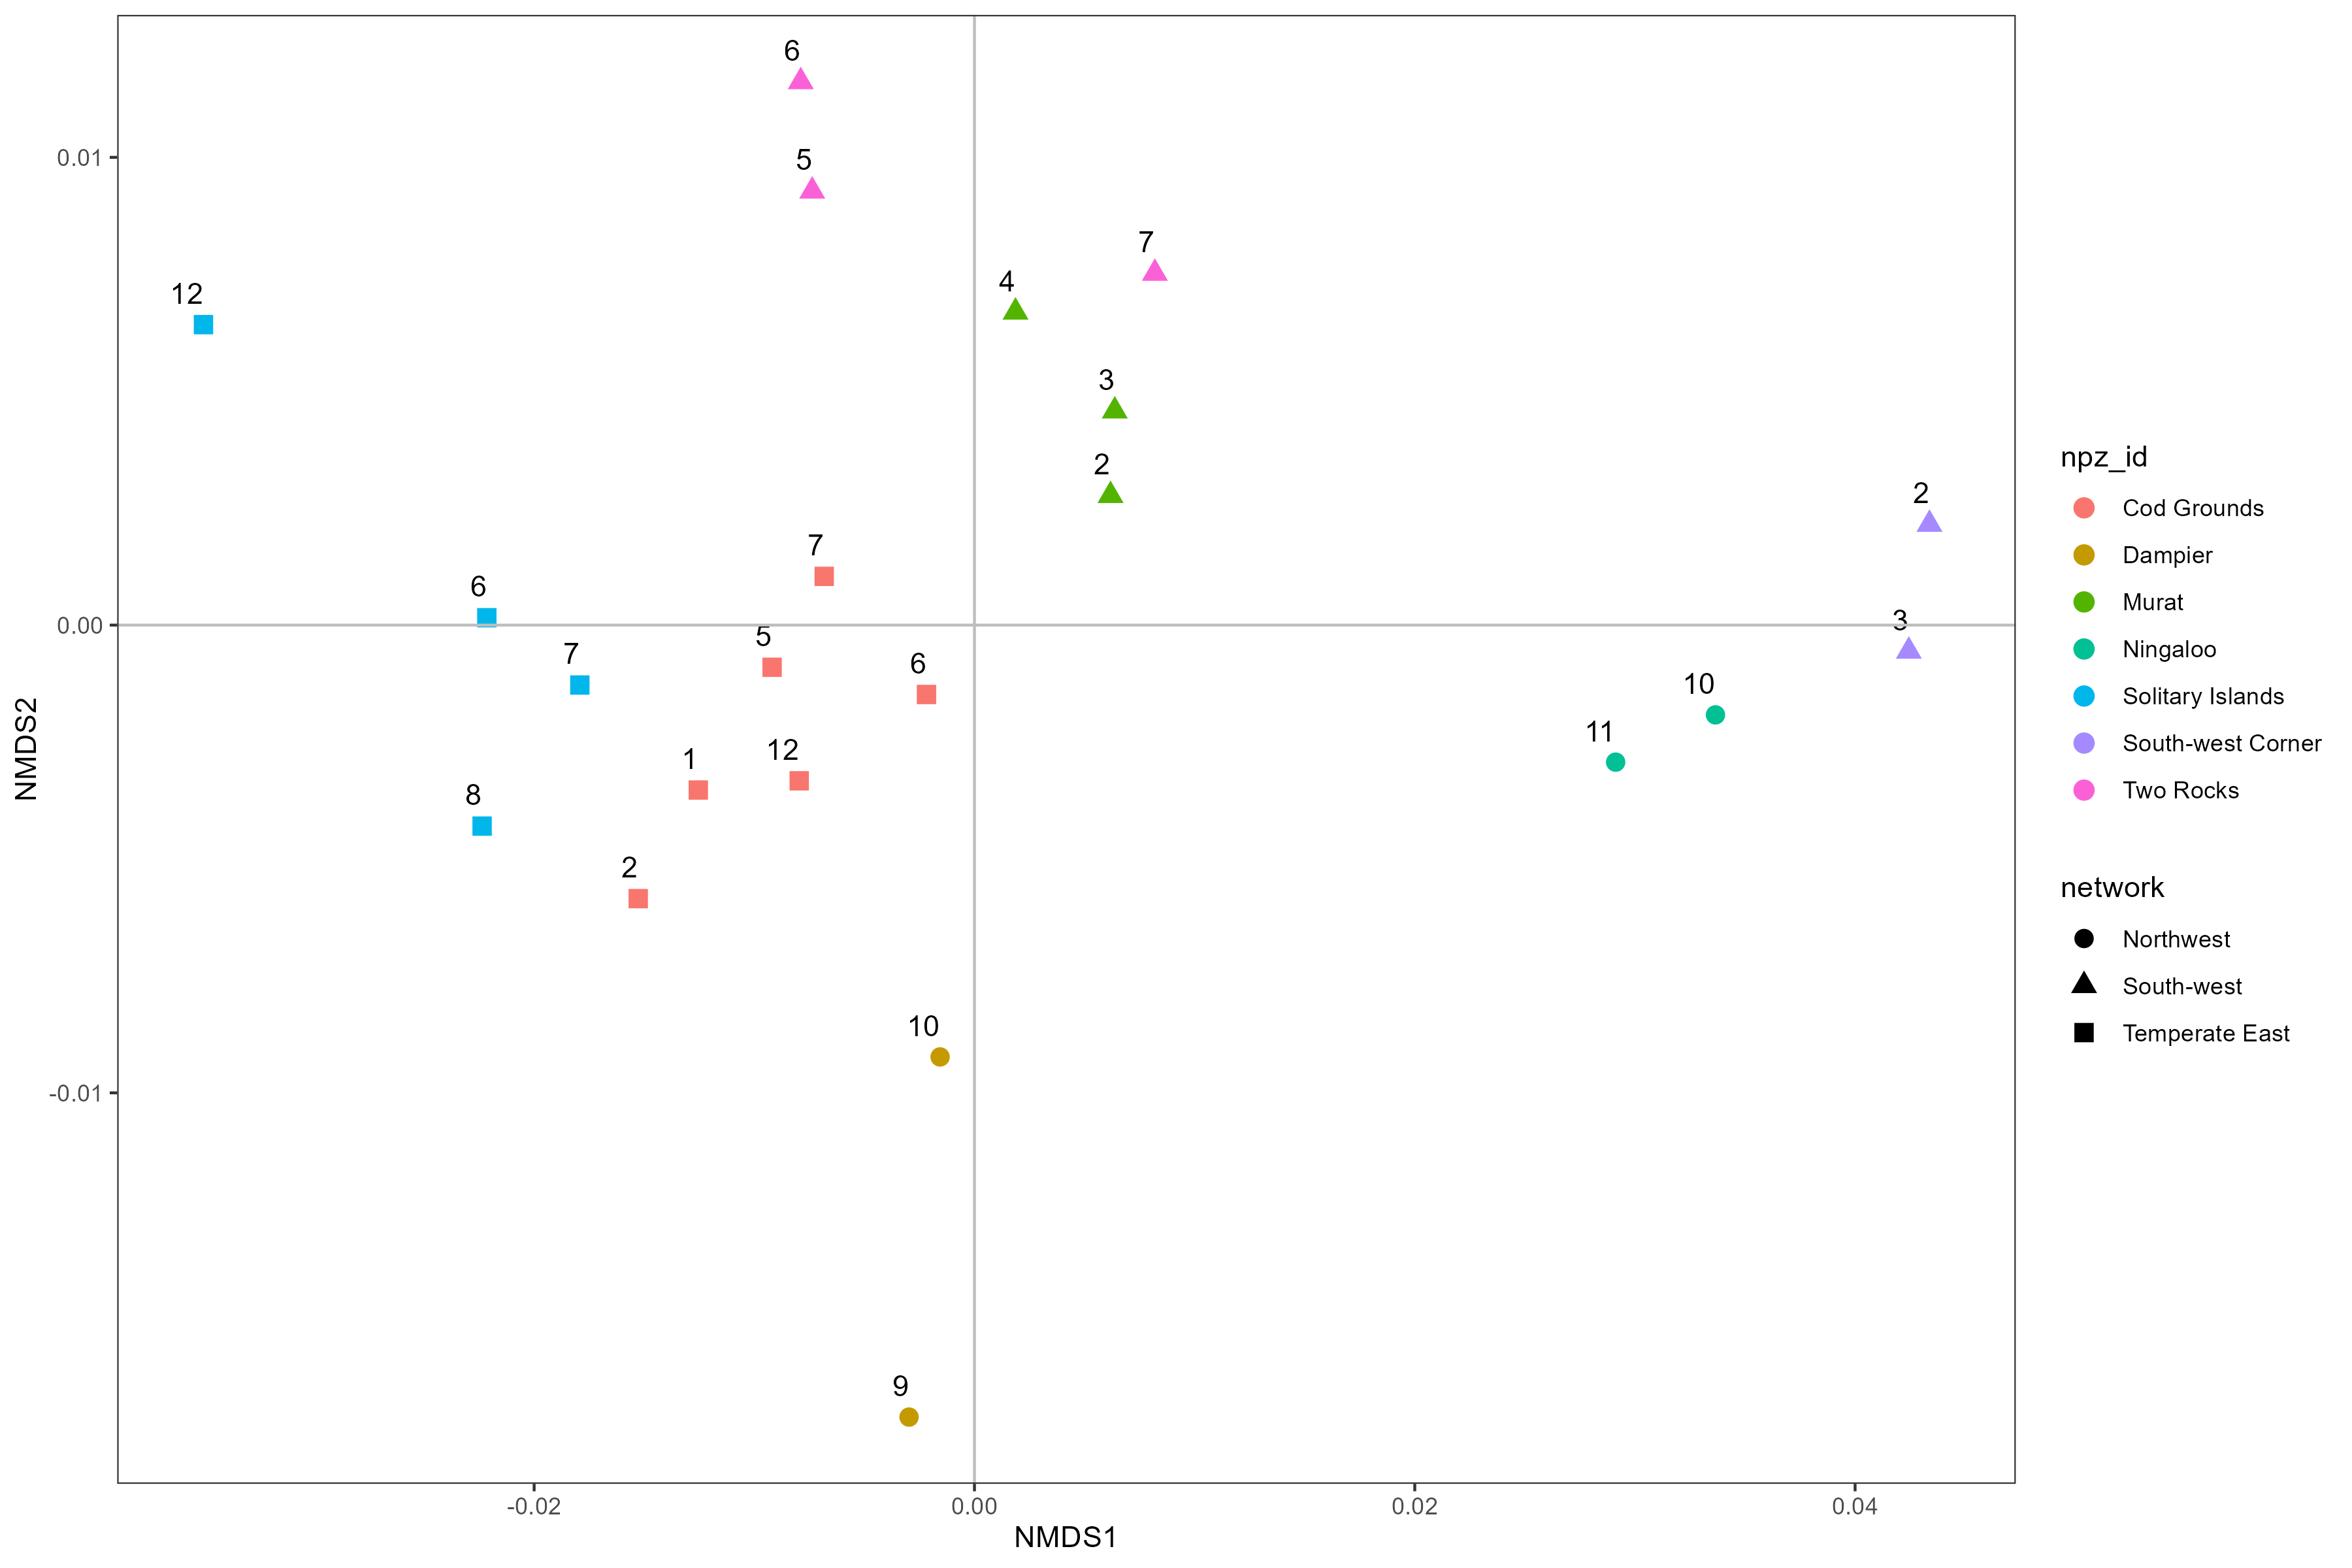 6
0.01
5
7
4
12
3
2
2
7
6
0.00
3
5
7
6
10
11
12
1
8
2
10
-0.01
9
-0.02
0.00
0.02
0.04
NMDS1
NMDS2
npz_id
Cod Grounds
Dampier
Murat
Ningaloo
Solitary Islands
South-west Corner
Two Rocks
network
Northwest
South-west
Temperate East